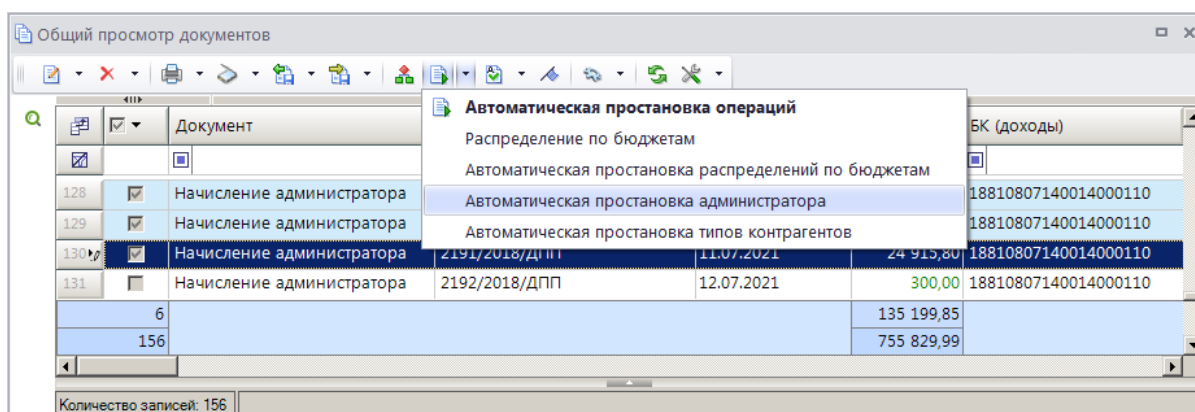 Общий просмотр документов
Документ
БК (доходы)
Автоматическая простановка операций
Распределение по бюджетам
Автоматическая простановка распределений по бюджетам
Автоматическая простановка администратора
Автоматическая простановка типов контрагентов
128 Начисление администратора 18810807140014000110
129 Начисление администратора 18810807140014000110
130 Начисление администратора 2191/2018/ДПП 11.07.2021 24 915,80 18810807140014000110
131 Начисление администратора 2192/2018/ДПП 12.07.2021 300,00 18810807140014000110
6 135 199,85
156 755 829,99
Количество записей: 156